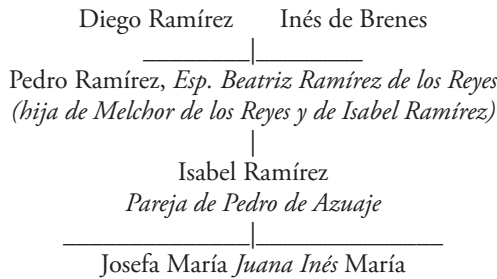 Diego Ramírez Inés de Brenes
Pedro Ramírez, Esp. Beatriz Ramírez de los Reyes
(hija de Melchor de los Reyes y de Isabel Ramírez)
Isabel Ramírez
Pareja de Pedro de Azuaje
Josefa María Juana Inés María